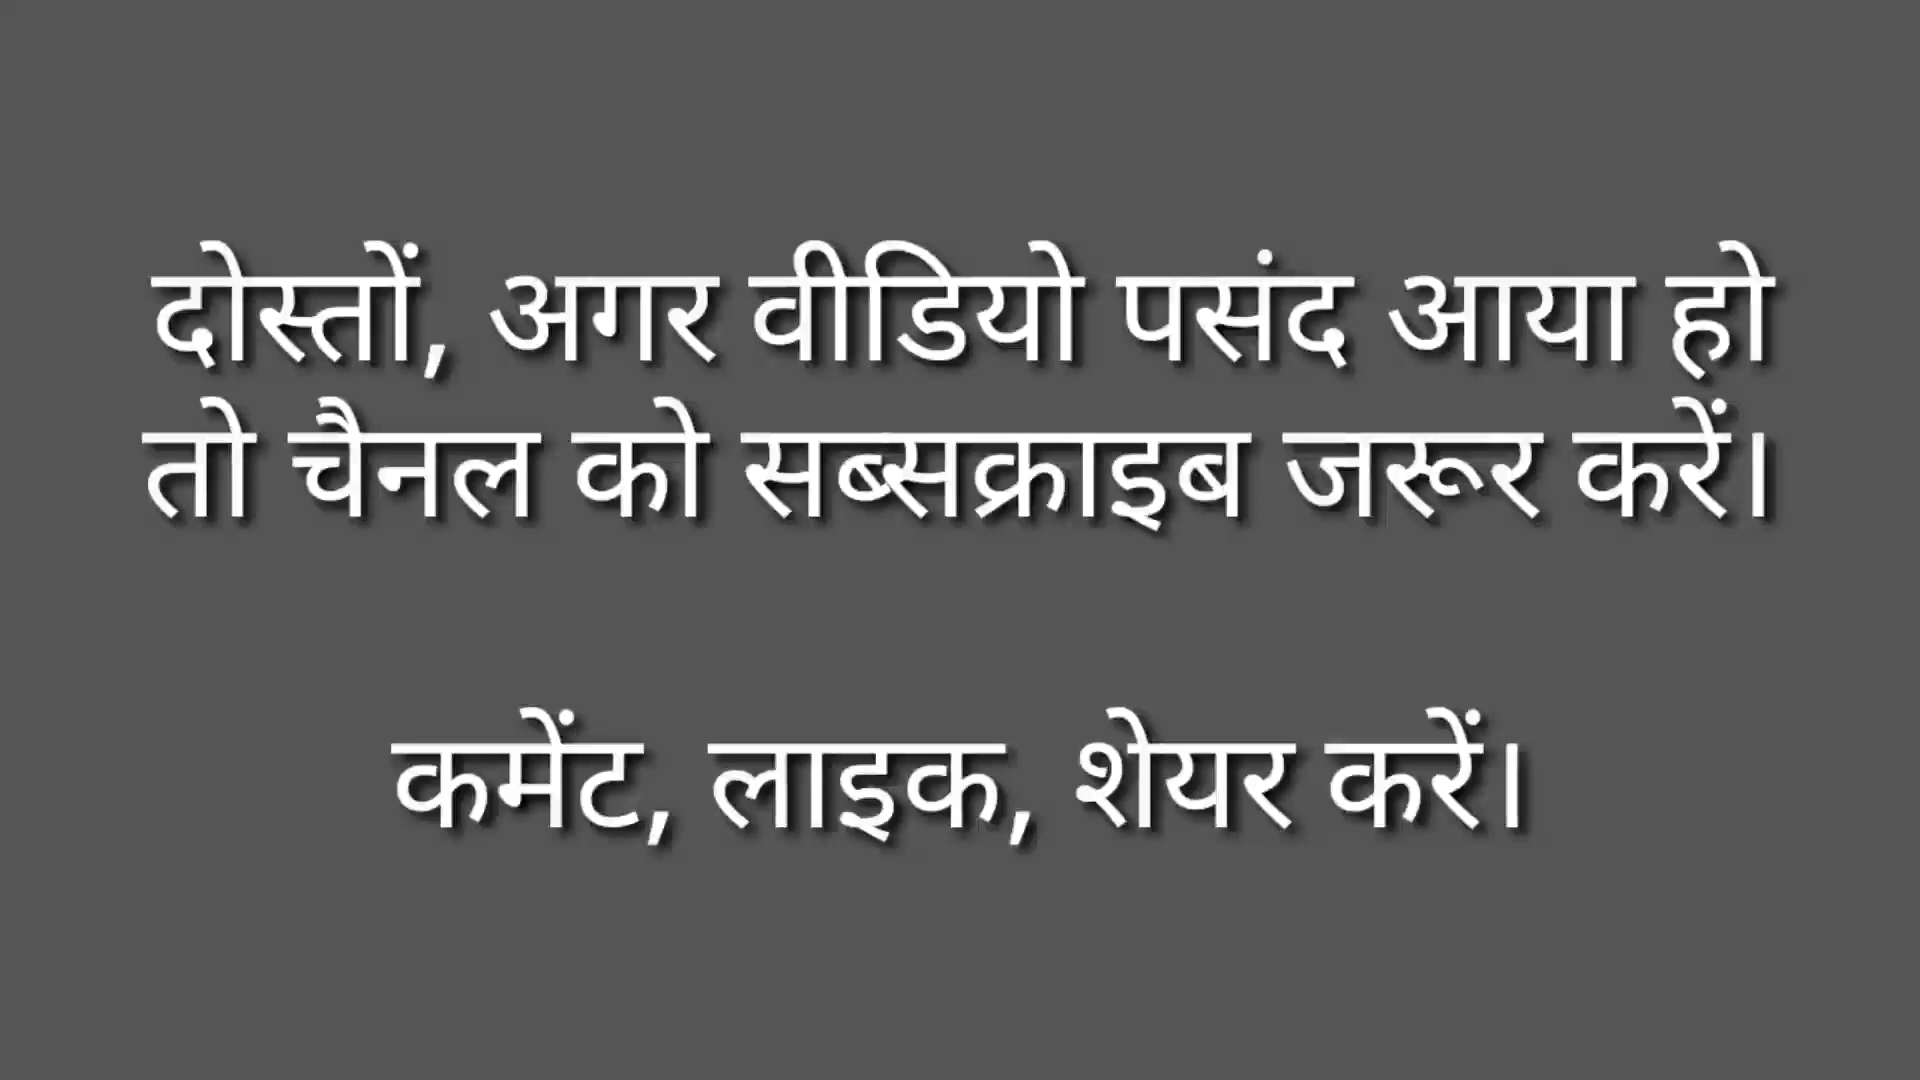 दोस्तों, अगर वीडियो पसंद आया हो
तो चैनल को सब्सक्राइब जरूर करें।
कमेंट, लाइक, शेयर करें।